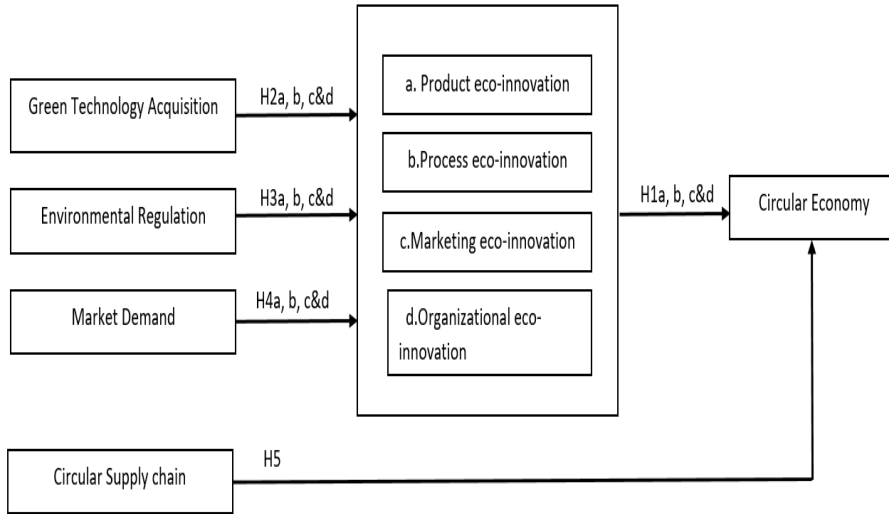 Green Technology Acquisition
H2a, b, c&d
Environmental Regulation
H3a, b, c&d
Market Demand
H4a, b, c&d
a. Product eco-innovation
b.Process eco-innovation
c.Marketing eco-innovation
d.Organizational eco-
innovation
H1a, b, c&d
Circular Economy
Circular Supply chain
H5